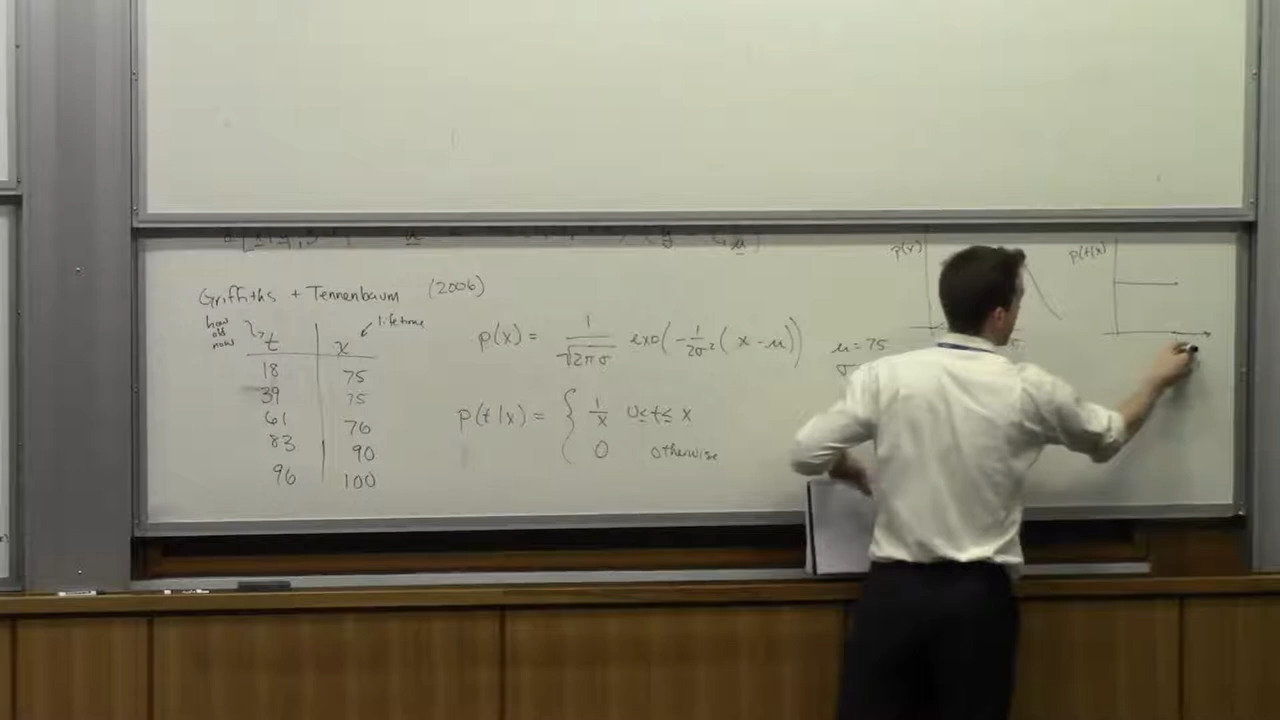 Griffiths + Tennenbaum (2006)
how old now
t
x
lifetime
18 75
39 75
61 76
83 90
96 100
p(x) = 1/√2πσ exp(-1/2σ² (x-μ))
μ=75
σ
p(t|x) = { 1/x 0≤t≤x
0 otherwise
p(x)
p(t|x)